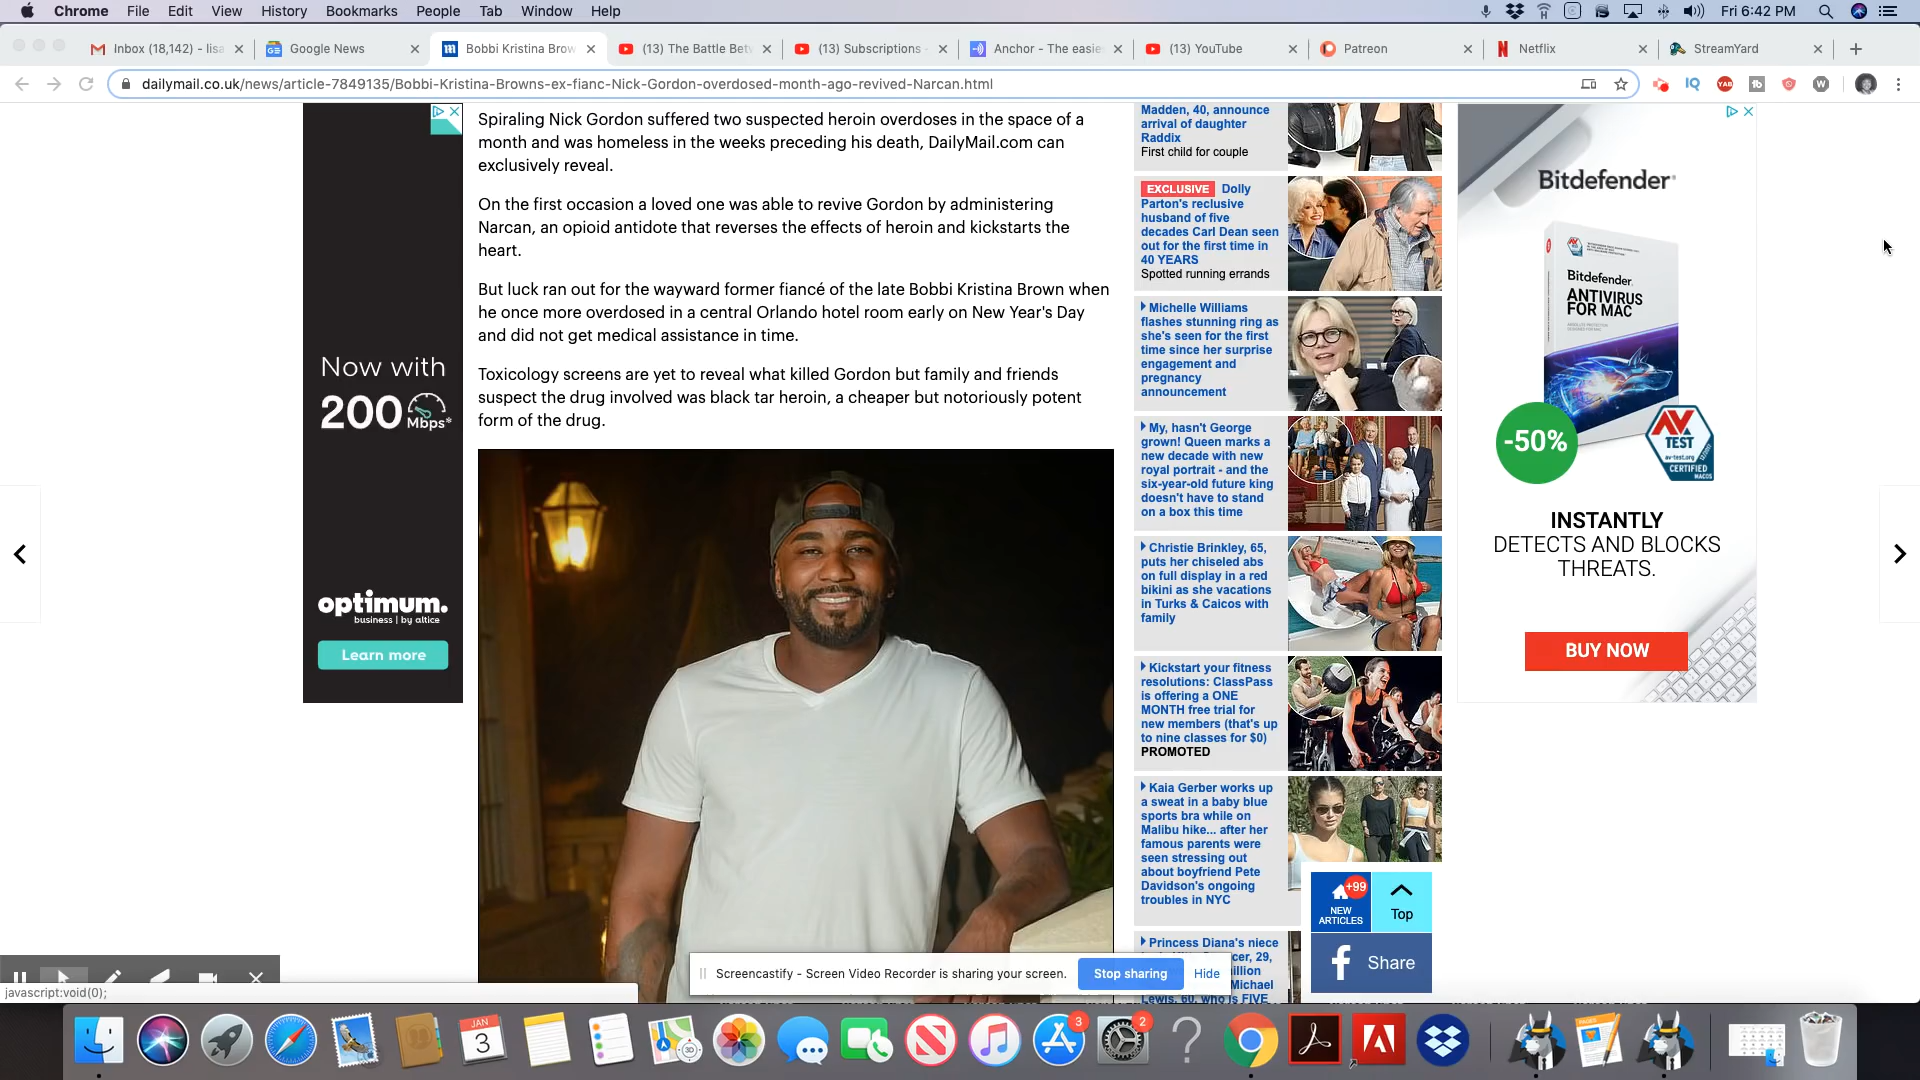 Chrome File Edit View History Bookmarks People Tab Window Help Fri 6:42 PM
Inbox (18,142) - lisa
Google News
Bobbi Kristina Brow
(13) The Battle Bet
(13) Subscriptions -
Anchor - The easie
(13) YouTube
Patreon
Netflix
StreamYard
dailymail.co.uk/news/article-7849135/Bobbi-Kristina-Browns-ex-fianc-Nick-Gordon-overdosed-month-ago-revived-Narcan.html
Now with
200 Mbps*
optimum.
business | by altice
Learn more
Spiraling Nick Gordon suffered two suspected heroin overdoses in the space of a
month and was homeless in the weeks preceding his death, DailyMail.com can
exclusively reveal.
On the first occasion a loved one was able to revive Gordon by administering
Narcan, an opioid antidote that reverses the effects of heroin and kickstarts the
heart.
But luck ran out for the wayward former fiancé of the late Bobbi Kristina Brown when
he once more overdosed in a central Orlando hotel room early on New Year's Day
and did not get medical assistance in time.
Toxicology screens are yet to reveal what killed Gordon but family and friends
suspect the drug involved was black tar heroin, a cheaper but notoriously potent
form of the drug.
Madden, 40, announce
arrival of daughter
Raddix
First child for couple
EXCLUSIVE Dolly
Parton's reclusive
husband of five
decades Carl Dean seen
out for the first time in
40 YEARS
Spotted running errands
Michelle Williams
flashes stunning ring as
she's seen for the first
time since her surprise
engagement and
pregnancy
announcement
My, hasn't George
grown! Queen marks a
new decade with new
royal portrait - and the
six-year-old future king
doesn't have to stand
on a box this time
Christie Brinkley, 65,
puts her chiseled abs
on full display in a red
bikini as she vacations
in Turks & Caicos with
family
Kickstart your fitness
resolutions: ClassPass
is offering a ONE
MONTH free trial for
new members (that's up
to nine classes for $0)
PROMOTED
Kaia Gerber works up
a sweat in a baby blue
sports bra while on
Malibu hike... after her
famous parents were
seen stressing out
about boyfriend Pete
Davidson's ongoing
troubles in NYC
Princess Diana's niece
Michael
Lewis, 60, who is FIVE
+99
NEW
ARTICLES
Top
Share
Bitdefender
Bitdefender
ANTIVIRUS
FOR MAC
-50%
AV
TEST
CERTIFIED
INSTANTLY
DETECTS AND BLOCKS
THREATS.
BUY NOW
Screencastify - Screen Video Recorder is sharing your screen. Stop sharing Hide
javascript:void(0);
JAN
3
3D
3
2
PAGES